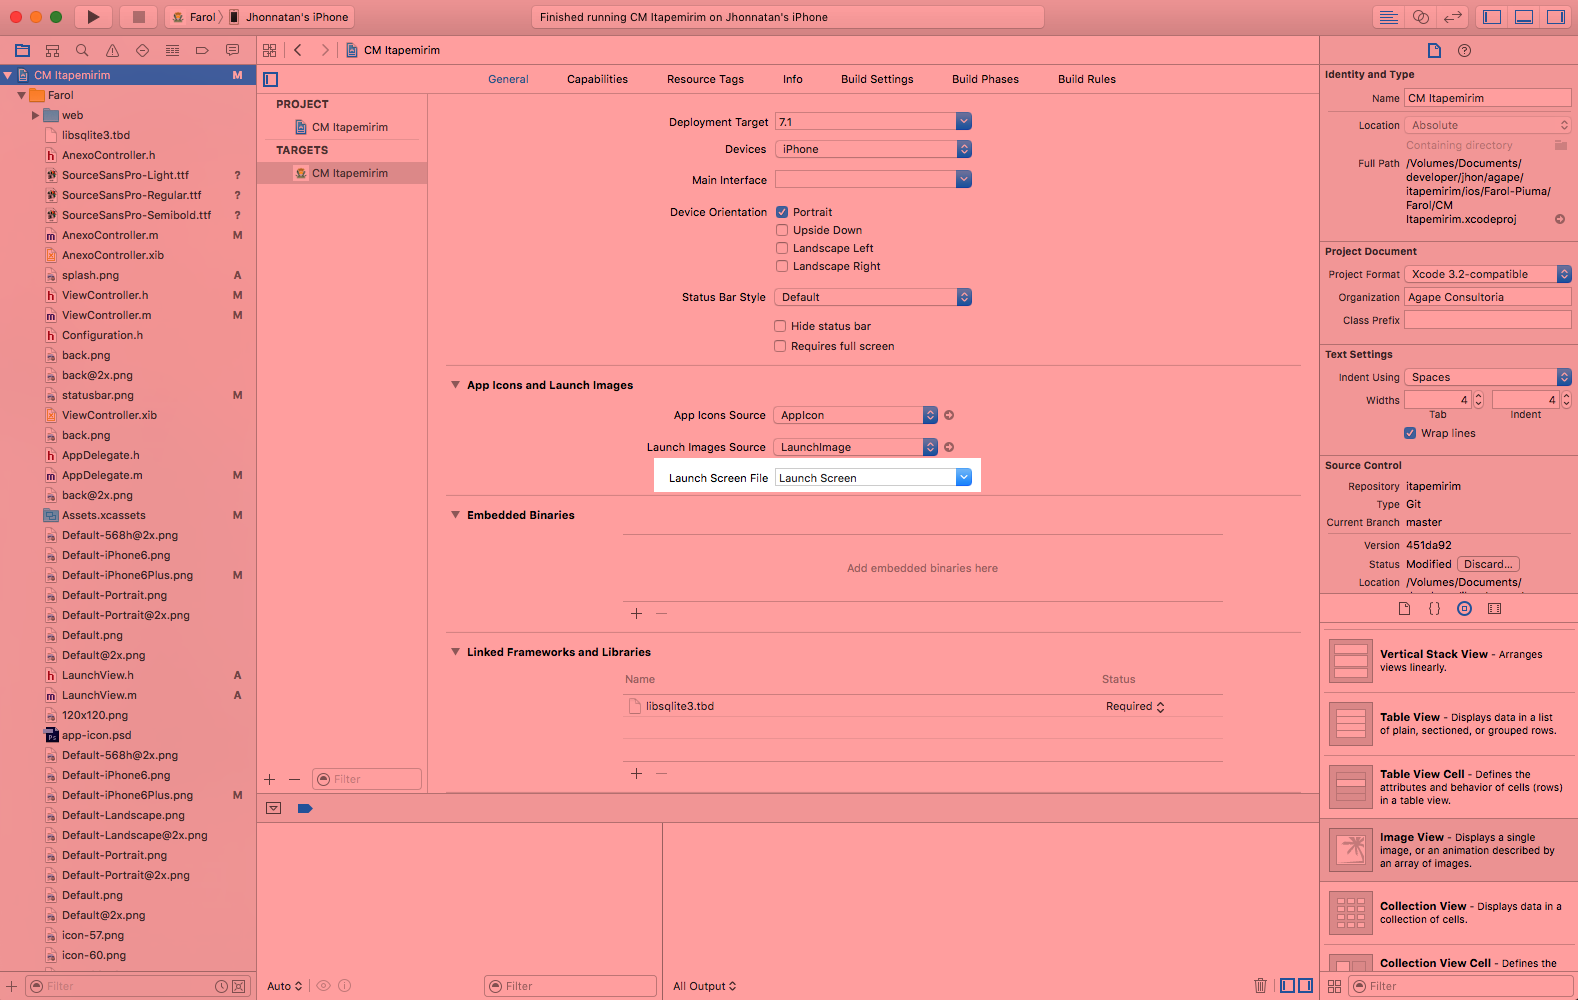 Farol
Jhonnatan's iPhone
Finished running CM Itapemirim on Jhonnatan's iPhone
CM Itapemirim
CM Itapemirim M
Farol
web
libsqlite3.tbd
AnexoController.h
SourceSansPro-Light.ttf ?
SourceSansPro-Regular.ttf ?
SourceSansPro-Semibold.ttf ?
AnexoController.m M
AnexoController.xib
splash.png A
ViewController.h M
ViewController.m M
Configuration.h
back.png
back@2x.png
statusbar.png M
ViewController.xib
back.png
AppDelegate.h
AppDelegate.m M
back@2x.png
Assets.xcassets M
Default-568h@2x.png
Default-iPhone6.png
Default-iPhone6Plus.png M
Default-Portrait.png
Default-Portrait@2x.png
Default.png
Default@2x.png
LaunchView.h A
LaunchView.m A
120x120.png
app-icon.psd
Default-568h@2x.png
Default-iPhone6.png
Default-iPhone6Plus.png M
Default-Landscape.png
Default-Landscape@2x.png
Default-Portrait.png
Default-Portrait@2x.png
Default.png
Default@2x.png
icon-57.png
icon-60.png
Filter
General Capabilities Resource Tags Info Build Settings Build Phases Build Rules
PROJECT
CM Itapemirim
TARGETS
CM Itapemirim
Filter
Deployment Target 7.1
Devices iPhone
Main Interface
Device Orientation Portrait
Upside Down
Landscape Left
Landscape Right
Status Bar Style Default
Hide status bar
Requires full screen
App Icons and Launch Images
App Icons Source AppIcon
Launch Images Source LaunchImage
Launch Screen File Launch Screen
Embedded Binaries
Add embedded binaries here
Linked Frameworks and Libraries
Name Status
libsqlite3.tbd Required
Auto
Filter
All Output
Identity and Type
Name CM Itapemirim
Location Absolute
Containing directory
Full Path /Volumes/Documents/
developer/jhon/agape/
itapemirim/ios/Farol-Piuma/
Farol/CM
Itapemirim.xcodeproj
Project Document
Project Format Xcode 3.2-compatible
Organization Agape Consultoria
Class Prefix
Text Settings
Indent Using Spaces
Widths 4 4
Tab Indent
Wrap lines
Source Control
Repository itapemirim
Type Git
Current Branch master
Version 451da92
Status Modified Discard...
Location /Volumes/Documents/
Vertical Stack View - Arranges
views linearly.
Table View - Displays data in a list
of plain, sectioned, or grouped rows.
Table View Cell - Defines the
attributes and behavior of cells (rows)
in a table view.
Image View - Displays a single
image, or an animation described by
an array of images.
Collection View - Displays data in a
collection of cells.
Collection View Cell - Defines the
Filter